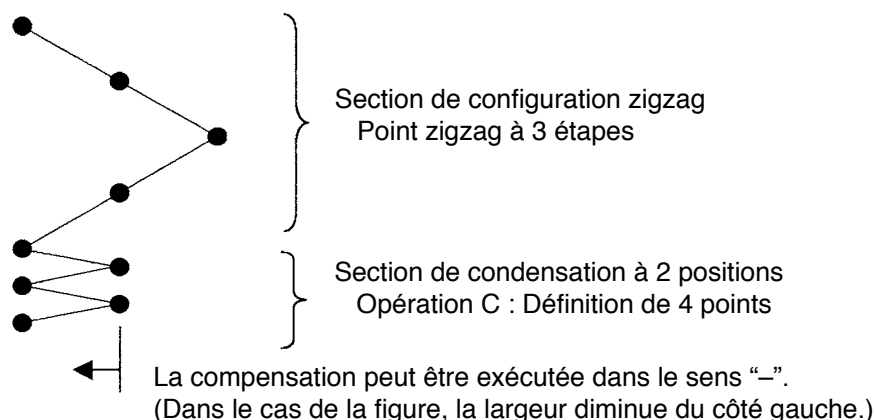 Section de configuration zigzag
Point zigzag à 3 étapes
Section de condensation à 2 positions
Opération C : Définition de 4 points
La compensation peut être exécutée dans le sens “–”.
(Dans le cas de la figure, la largeur diminue du côté gauche.)